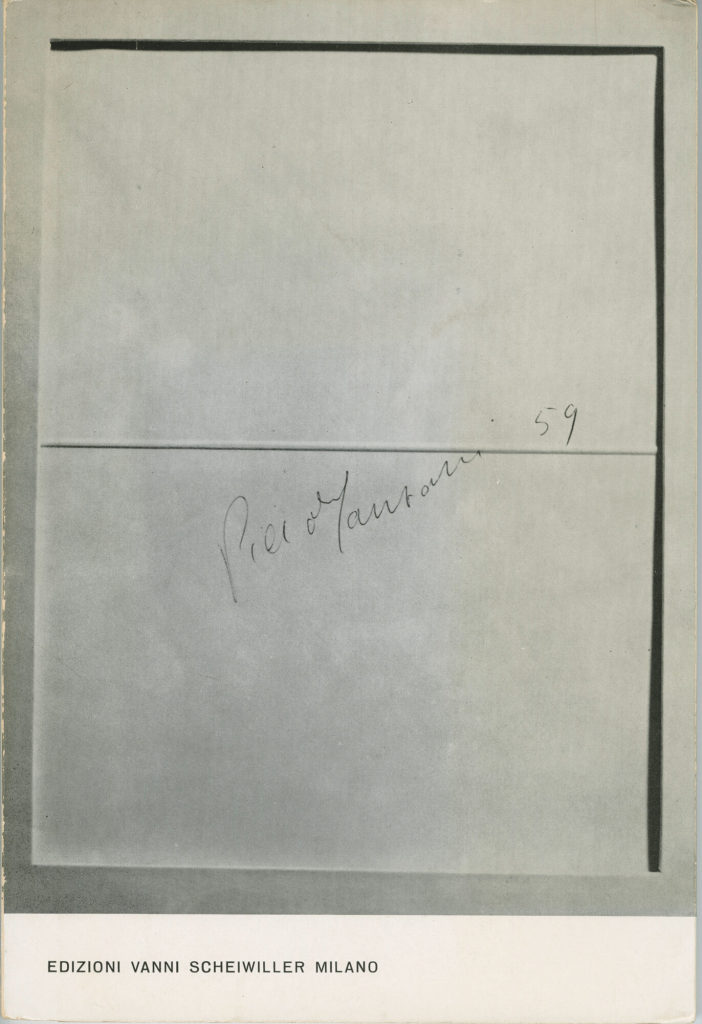 59
Piero Manzoni
EDIZIONI VANNI SCHEIWILLER MILANO